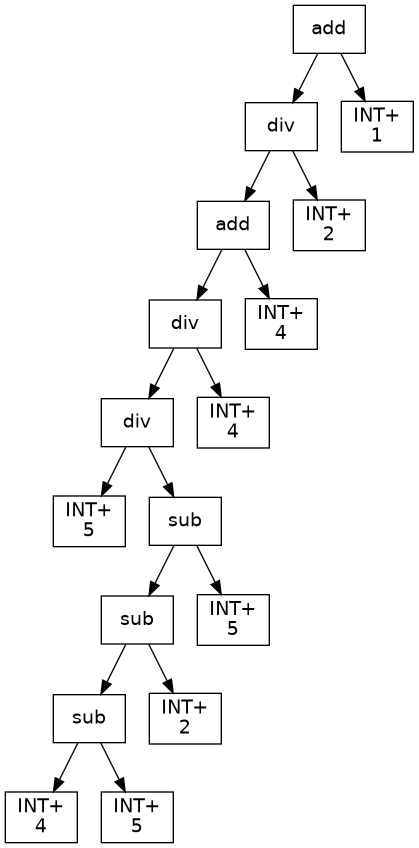 add
div
INT+
1
add
INT+
2
div
INT+
4
div
INT+
4
INT+
5
sub
sub
INT+
5
sub
INT+
2
INT+
4
INT+
5